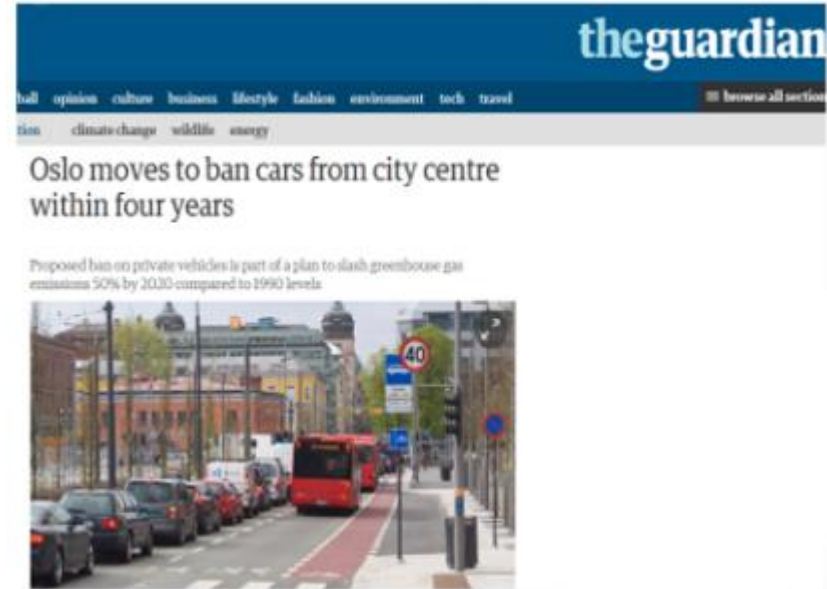 theguardian
ball opinion culture business lifestyle fashion environment tech travel browse all section
tion climate change wildlife energy
Oslo moves to ban cars from city centre
within four years
Proposed ban on private vehicles is part of a plan to slash greenhouse gas
emissions 50% by 2020 compared to 1990 levels
40